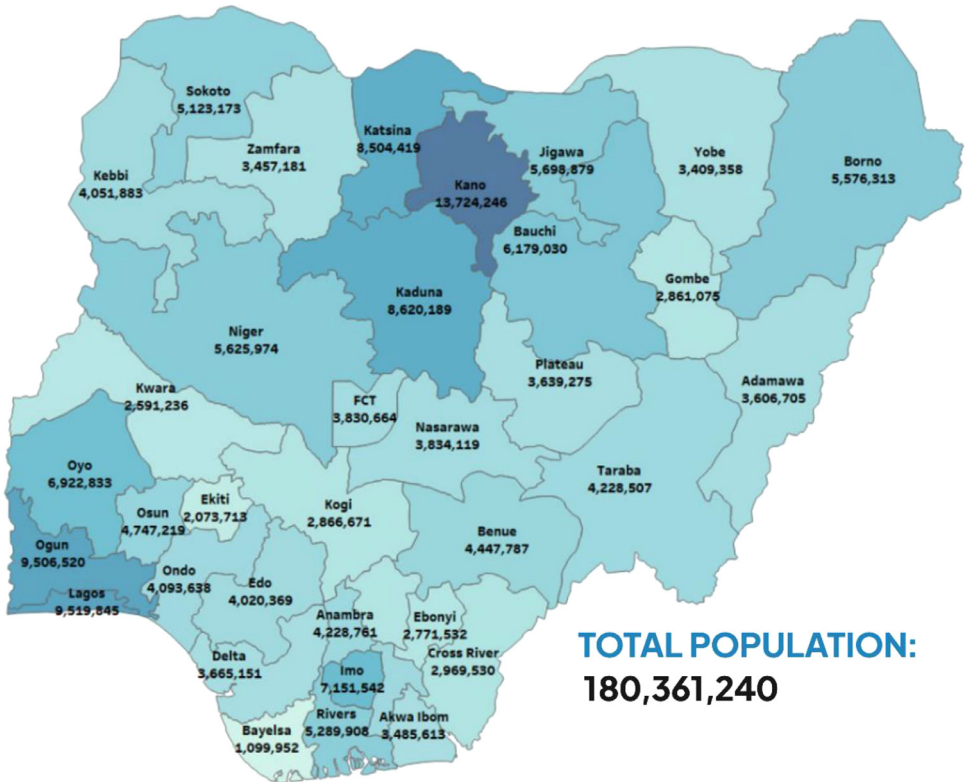 Sokoto
5,123,173
Katsina
8,504,419
Zamfara
3,457,181
Jigawa
5,698,879
Yobe
3,409,358
Borno
5,576,313
Kebbi
4,051,883
Kano
13,724,246
Bauchi
6,179,030
Gombe
2,861,075
Kaduna
8,620,189
Niger
5,625,974
Plateau
3,639,275
Adamawa
3,606,705
Kwara
2,591,236
FCT
3,830,664
Nasarawa
3,834,119
Oyo
6,922,833
Taraba
4,228,507
Ekiti
2,073,713
Osun
4,747,219
Kogi
2,866,671
Benue
4,447,787
Ogun
9,506,520
Ondo
4,093,638
Edo
4,020,369
Lagos
9,519,845
Anambra
4,228,761
Ebonyi
2,771,532
Cross River
2,969,530
Delta
3,665,151
Imo
7,151,542
Rivers
5,289,908
Akwa Ibom
3,485,613
Bayelsa
1,099,952
TOTAL POPULATION:
180,361,240